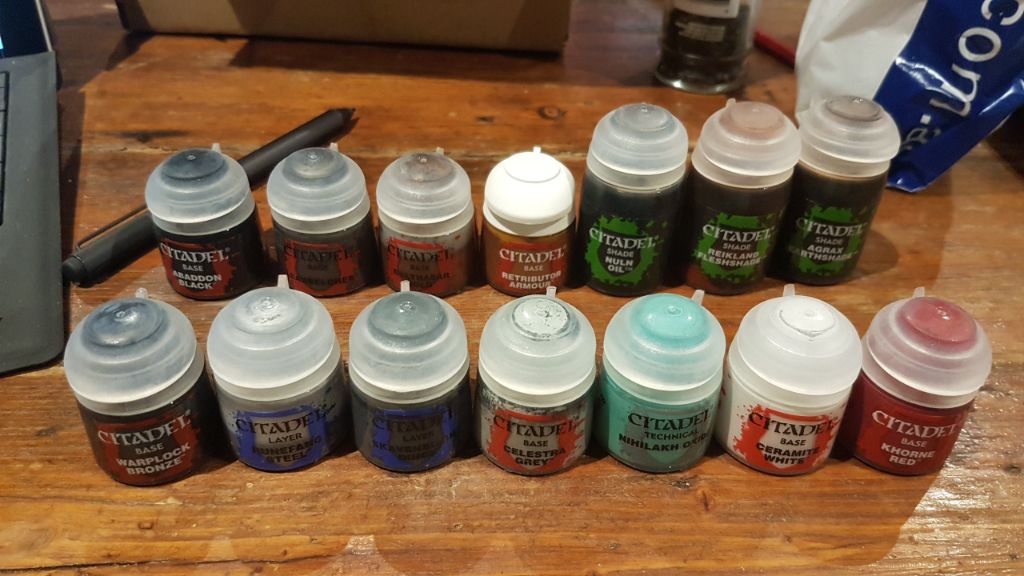 com.a
CITADEL
BASE
ABADDON
BLACK
CITADEL
BASE
CITADEL
BASE
CITADEL
BASE
RETRIBUTOR
ARMOUR
CITADEL
SHADE
NULN
OIL
CITADEL
SHADE
REIKLAND
FLESHSHADE
CITADEL
SHADE
AGRAX
EARTHSHADE
CITADEL
BASE
WARPLOCK
BRONZE
CITADEL
LAYER
RUNEFANG
STEEL
CITADEL
LAYER
CITADEL
BASE
CELESTRA
GREY
CITADEL
TECHNICAL
NIHILAKH OXIDE
CITADEL
BASE
CERAMITE
WHITE
CITADEL
BASE
KHORNE
RED